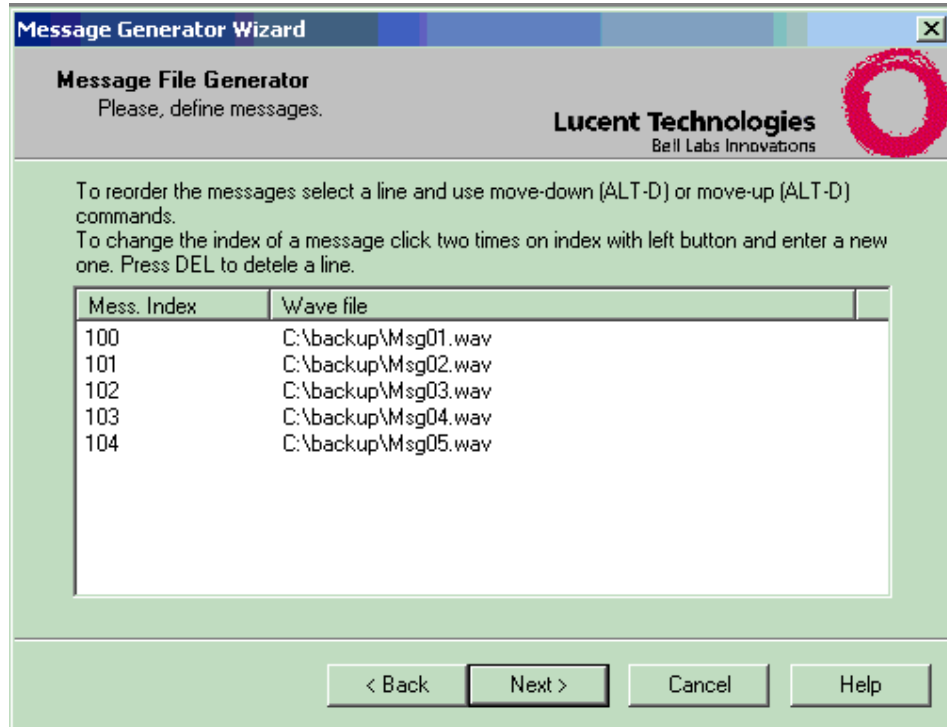 Message Generator Wizard
Message File Generator
Please, define messages.
Lucent Technologies
Bell Labs Innovations
To reorder the messages select a line and use move-down (ALT-D) or move-up (ALT-D)
commands.
To change the index of a message click two times on index with left button and enter a new
one. Press DEL to detele a line.
Mess. Index Wave file
100 C:\backup\Msg01.wav
101 C:\backup\Msg02.wav
102 C:\backup\Msg03.wav
103 C:\backup\Msg04.wav
104 C:\backup\Msg05.wav
< Back Next > Cancel Help